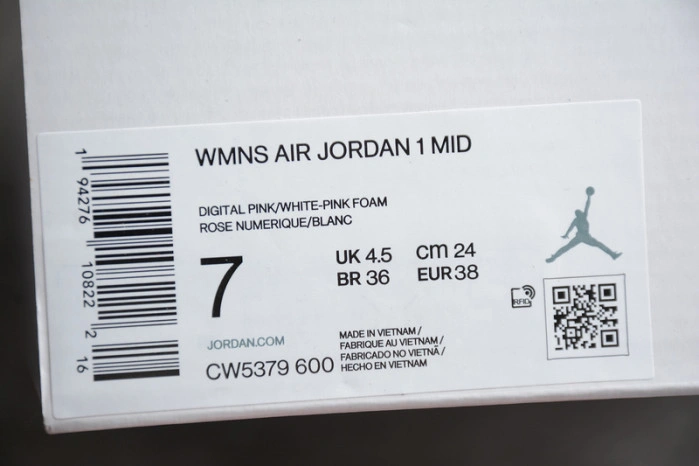 WMNS AIR JORDAN 1 MID
DIGITAL PINK/WHITE-PINK FOAM
ROSE NUMERIQUE/BLANC
7
UK 4.5 CM 24
BR 36 EUR 38
RFID
JORDAN.COM
CW5379 600
MADE IN VIETNAM /
FABRIQUE AU VIETNAM /
FABRICADO NO VIETNÃ /
HECHO EN VIETNAM
1 94276 10822 2 16